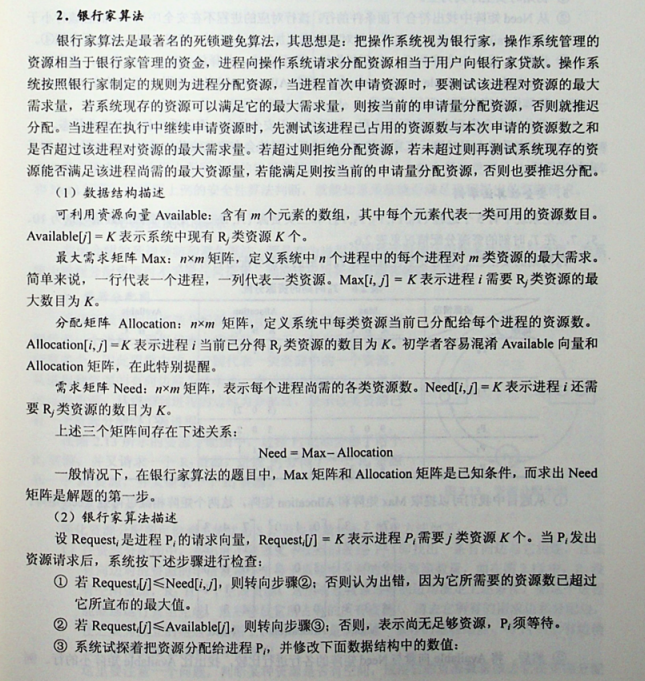 2. 银行家算法
银行家算法是最著名的死锁避免算法，其思想是：把操作系统视为银行家，操作系统管理的
资源相当于银行家管理的资金，进程向操作系统请求分配资源相当于用户向银行家贷款。操作系
统按照银行家制定的规则为进程分配资源，当进程首次申请资源时，要测试该进程对资源的最大
需求量，若系统现存的资源可以满足它的最大需求量，则按当前的申请量分配资源，否则就推迟
分配。当进程在执行中继续申请资源时，先测试该进程已占用的资源数与本次申请的资源数之和
是否超过该进程对资源的最大需求量。若超过则拒绝分配资源，若未超过则再测试系统现存的资
源能否满足该进程尚需的最大资源量，若能满足则按当前的申请量分配资源，否则也要推迟分配。
（1）数据结构描述
可利用资源向量 Available：含有 m 个元素的数组，其中每个元素代表一类可用的资源数目。
Available[j] = K 表示系统中现有 Rj 类资源 K 个。
最大需求矩阵 Max：n×m 矩阵，定义系统中 n 个进程中的每个进程对 m 类资源的最大需求。
简单来说，一行代表一个进程，一列代表一类资源。Max[i, j] = K 表示进程 i 需要 Rj 类资源的最
大数目为 K。
分配矩阵 Allocation：n×m 矩阵，定义系统中每类资源当前已分配给每个进程的资源数。
Allocation[i, j] = K 表示进程 i 当前已分得 Rj 类资源的数目为 K。初学者容易混淆 Available 向量和
Allocation 矩阵，在此特别提醒。
需求矩阵 Need：n×m 矩阵，表示每个进程尚需的各类资源数。Need[i, j] = K 表示进程 i 还需
要 Rj 类资源的数目为 K。
上述三个矩阵间存在下述关系：
Need = Max − Allocation
一般情况下，在银行家算法的题目中，Max 矩阵和 Allocation 矩阵是已知条件，而求出 Need
矩阵是解题的第一步。
（2）银行家算法描述
设 Requesti 是进程 Pi 的请求向量，Requesti[j] = K 表示进程 Pi 需要 j 类资源 K 个。当 Pi 发出
资源请求后，系统按下述步骤进行检查：
① 若 Requesti[j]≤Need[i, j]，则转向步骤②；否则认为出错，因为它所需要的资源数已超过
它所宣布的最大值。
② 若 Requesti[j]≤Available[j]，则转向步骤③；否则，表示尚无足够资源，Pi 须等待。
③ 系统试探着把资源分配给进程 Pi，并修改下面数据结构中的数值：